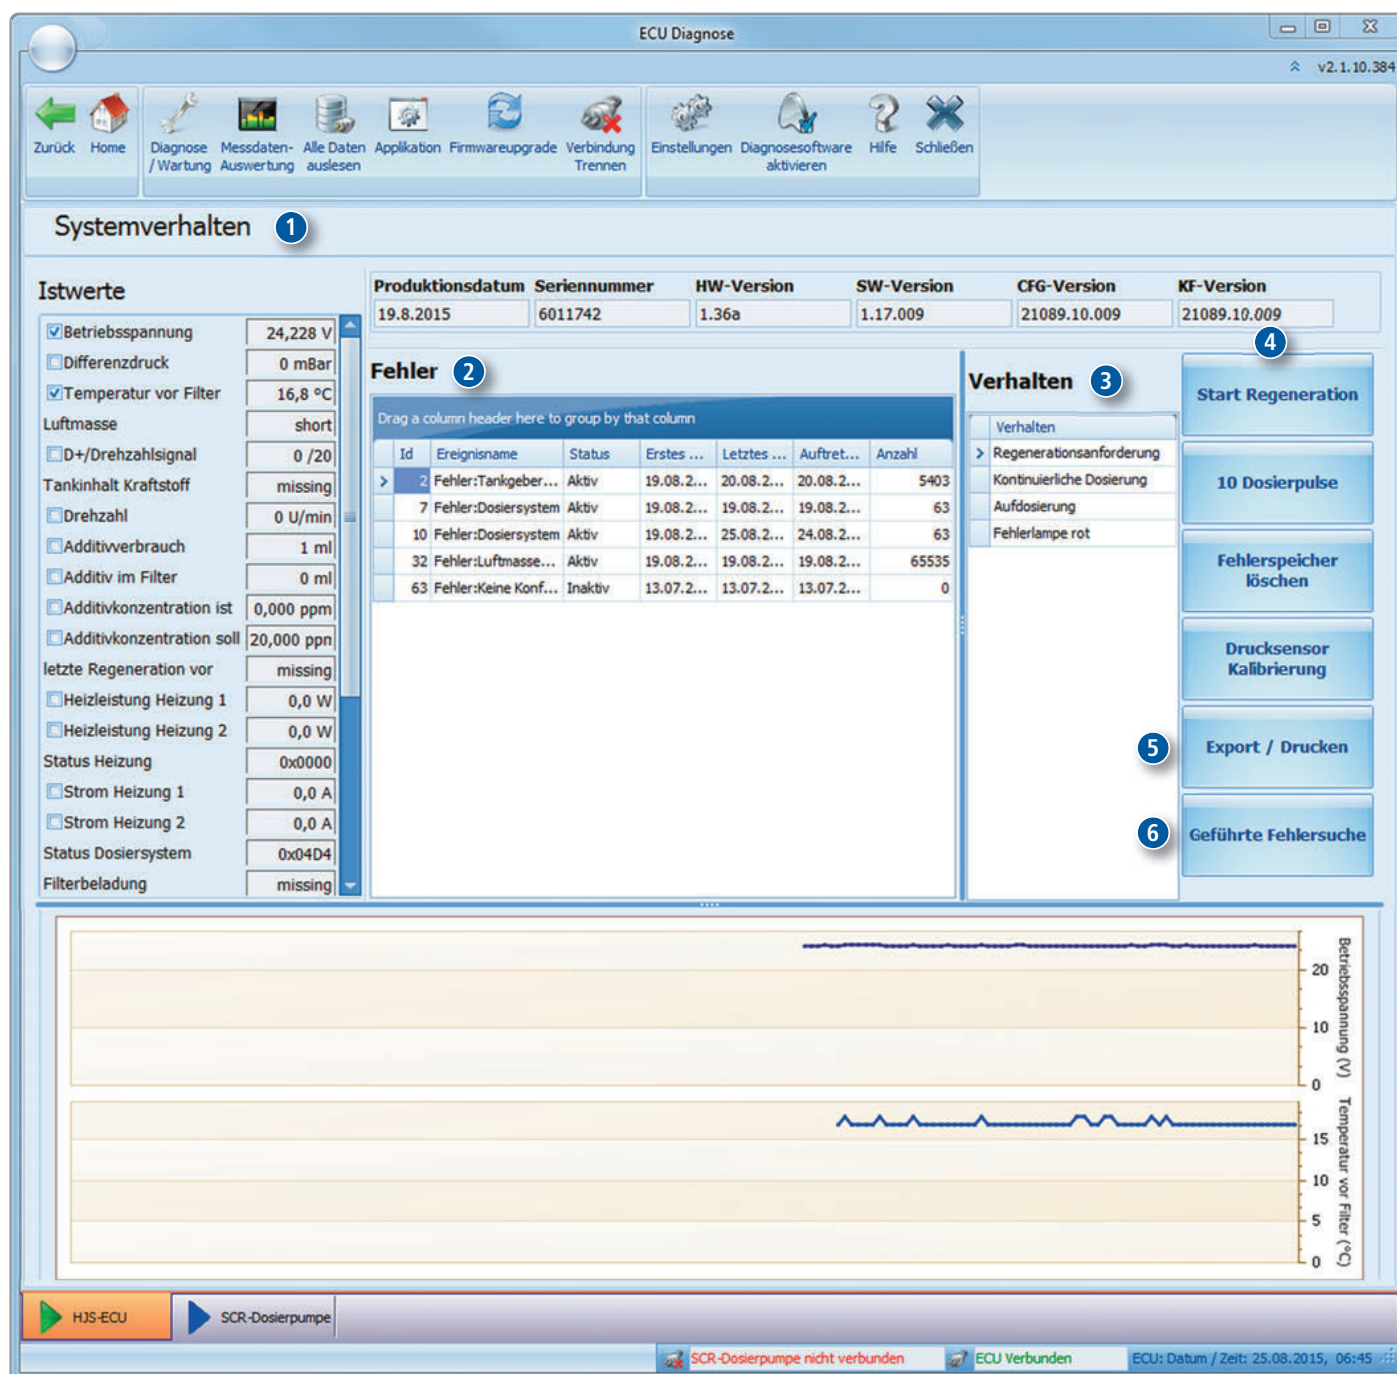 ECU Diagnose
v2.1.10.384
Zurück Home Diagnose / Wartung Messdaten-Auswertung Alle Daten auslesen Applikation Firmwareupgrade Verbindung Trennen Einstellungen Diagnosesoftware aktivieren Hilfe Schließen
Systemverhalten 1
Istwerte
Betriebsspannung 24,228 V
Differenzdruck 0 mBar
Temperatur vor Filter 16,8 °C
Luftmasse short
D+/Drehzahlsignal 0 /20
Tankinhalt Kraftstoff missing
Drehzahl 0 U/min
Additivverbrauch 1 ml
Additiv im Filter 0 ml
Additivkonzentration ist 0,000 ppm
Additivkonzentration soll 20,000 ppn
letzte Regeneration vor missing
Heizleistung Heizung 1 0,0 W
Heizleistung Heizung 2 0,0 W
Status Heizung 0x0000
Strom Heizung 1 0,0 A
Strom Heizung 2 0,0 A
Status Dosiersystem 0x04D4
Filterbeladung missing
Produktionsdatum Seriennummer HW-Version SW-Version CFG-Version KF-Version
19.8.2015 6011742 1.36a 1.17.009 21089.10.009 21089.10.009
Fehler 2
Drag a column header here to group by that column
Id Ereignisname Status Erstes ... Letztes ... Auftret... Anzahl
> 2 Fehler:Tankgeber... Aktiv 19.08.2... 20.08.2... 20.08.2... 5403
7 Fehler:Dosiersystem Aktiv 19.08.2... 19.08.2... 19.08.2... 63
10 Fehler:Dosiersystem Aktiv 19.08.2... 25.08.2... 24.08.2... 63
32 Fehler:Luftmasse... Aktiv 19.08.2... 19.08.2... 19.08.2... 65535
63 Fehler:Keine Konf... Inaktiv 13.07.2... 13.07.2... 13.07.2... 0
Verhalten 3
Verhalten
> Regenerationsanforderung
Kontinuierliche Dosierung
Aufdosierung
Fehlerlampe rot
4
Start Regeneration
10 Dosierpulse
Fehlerspeicher
löschen
Drucksensor
Kalibrierung
5 Export / Drucken
6 Geführte Fehlersuche
20
10
0
Betriebsspannung (V)
15
10
5
0
Temperatur vor Filter (°C)
HJS-ECU SCR-Dosierpumpe
SCR-Dosierpumpe nicht verbunden ECU Verbunden ECU: Datum / Zeit: 25.08.2015, 06:45